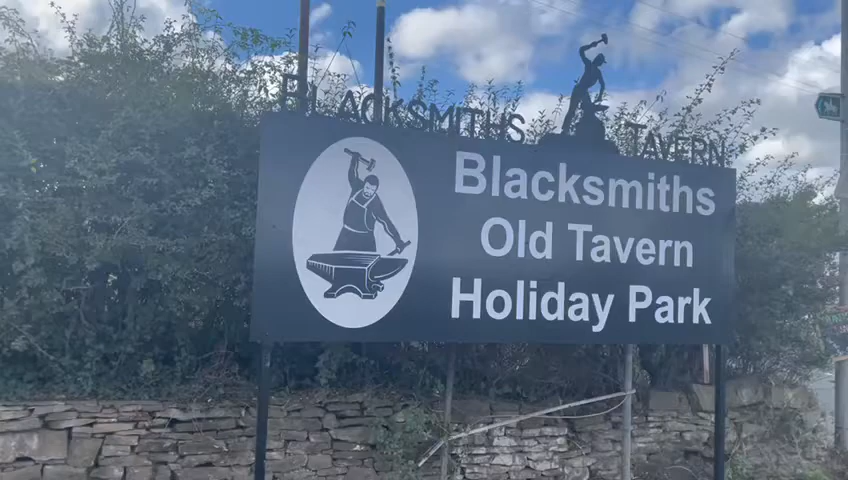 BLACKSMITHS TAVERN
Blacksmiths
Old Tavern
Holiday Park